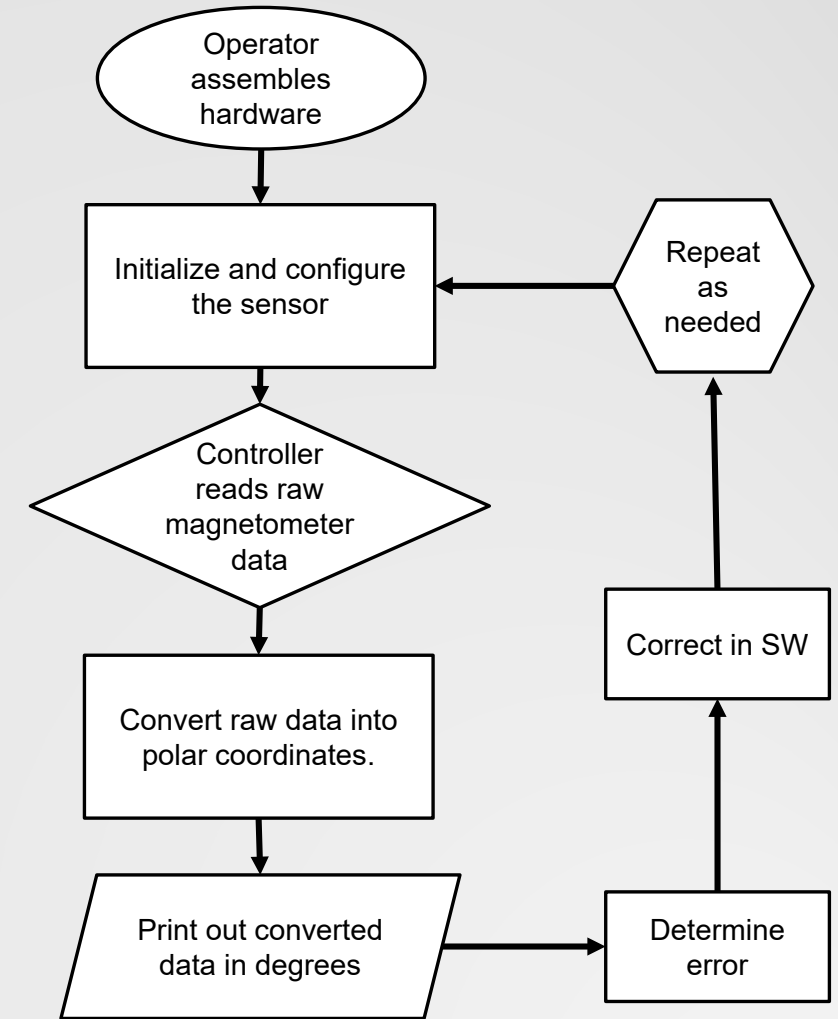 Operator
assembles
hardware
Initialize and configure
the sensor
Controller
reads raw
magnetometer
data
Convert raw data into
polar coordinates.
Print out converted
data in degrees
Determine
error
Correct in SW
Repeat
as
needed